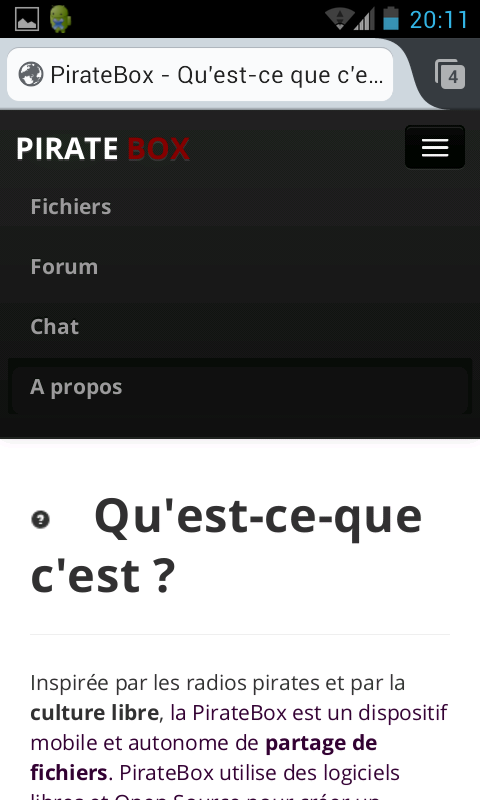 20:11
PirateBox - Qu'est-ce que c'e...
4
PIRATE BOX
Fichiers
Forum
Chat
A propos
Qu'est-ce-que
c'est ?
Inspirée par les radios pirates et par la
culture libre, la PirateBox est un dispositif
mobile et autonome de partage de
fichiers. PirateBox utilise des logiciels
libres et Open Source pour créer un